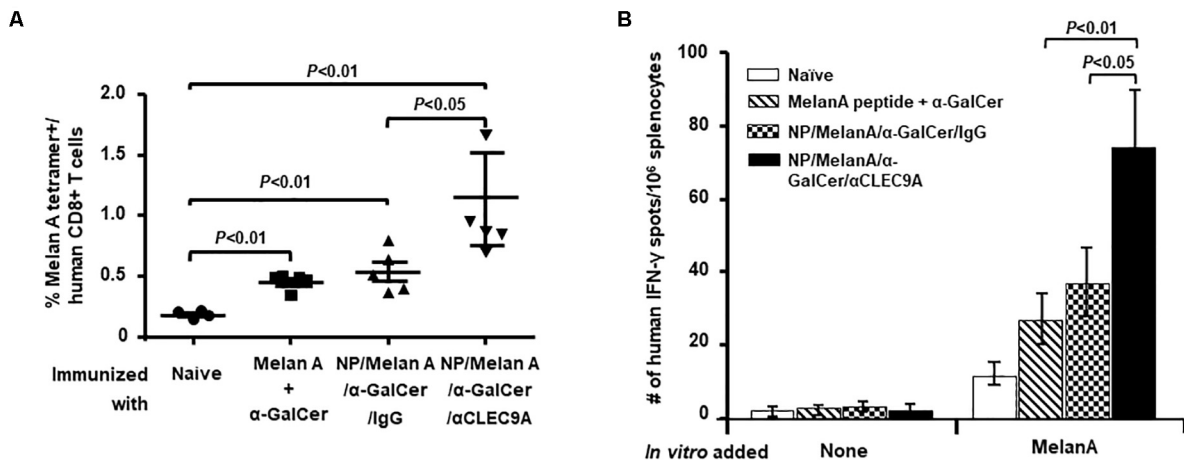 A
% Melan A tetramer+/
human CD8+ T cells
2.0
1.5
1.0
0.5
0
P<0.01
P<0.05
P<0.01
P<0.01
Immunized
with
Naive
Melan A
+
α-GalCer
NP/Melan A
/α-GalCer
/IgG
NP/Melan A
/α-GalCer
/αCLEC9A
B
# of human IFN-γ spots/10⁶ splenocytes
100
80
60
40
20
0
Naïve
MelanA peptide + α-GalCer
NP/MelanA/α-GalCer/IgG
NP/MelanA/α-
GalCer/αCLEC9A
P<0.01
P<0.05
In vitro added
None
MelanA